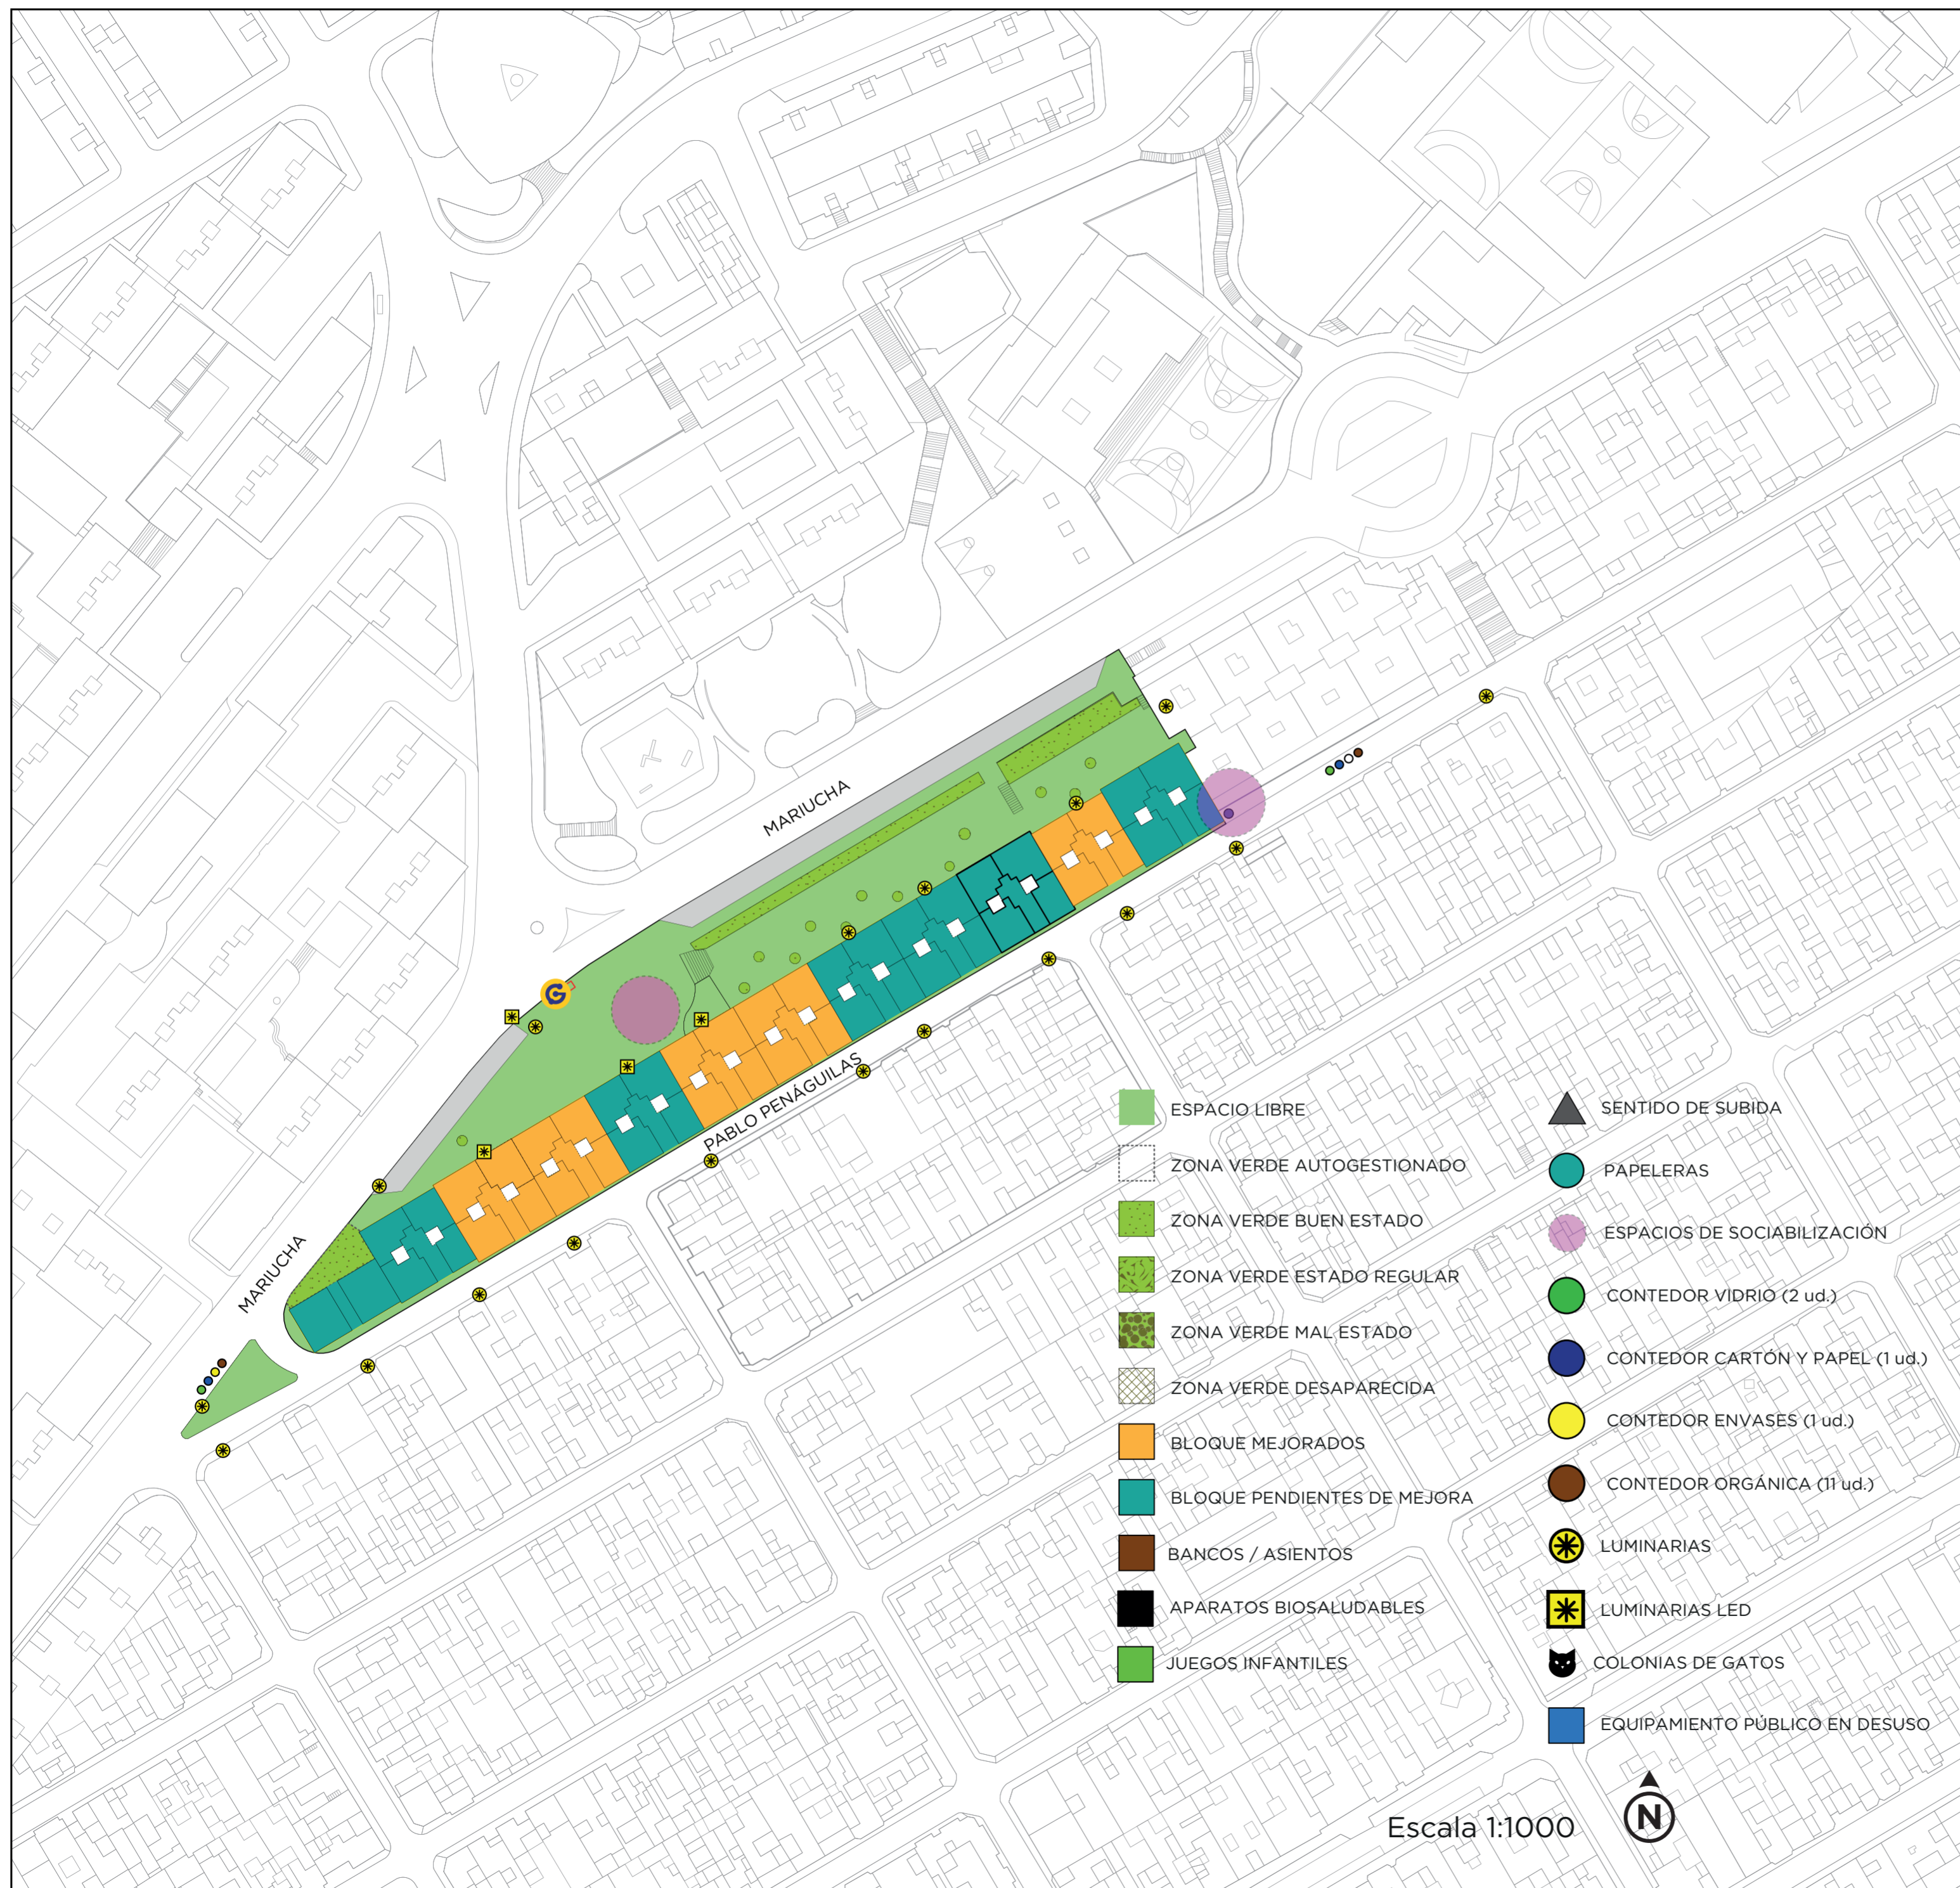 MARIUCHA
PABLO PENÁGUILAS
MARIUCHA
G
ESPACIO LIBRE
ZONA VERDE AUTOGESTIONADO
ZONA VERDE BUEN ESTADO
ZONA VERDE ESTADO REGULAR
ZONA VERDE MAL ESTADO
ZONA VERDE DESAPARECIDA
BLOQUE MEJORADOS
BLOQUE PENDIENTES DE MEJORA
BANCOS / ASIENTOS
APARATOS BIOSALUDABLES
JUEGOS INFANTILES
SENTIDO DE SUBIDA
PAPELERAS
ESPACIOS DE SOCIABILIZACIÓN
CONTEDOR VIDRIO (2 ud.)
CONTEDOR CARTÓN Y PAPEL (1 ud.)
CONTEDOR ENVASES (1 ud.)
CONTEDOR ORGÁNICA (11 ud.)
LUMINARIAS
LUMINARIAS LED
COLONIAS DE GATOS
EQUIPAMIENTO PÚBLICO EN DESUSO
Escala 1:1000
N